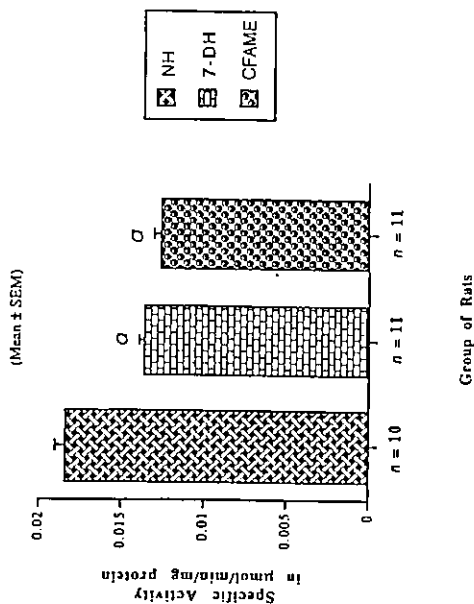 (Mean ± SEM)
Specific Activity
in µmol/min/mg protein
0.02
0.015
0.01
0.005
0
a
a
n = 10
n = 11
n = 11
Group of Rats
NH
7-DH
CFAME